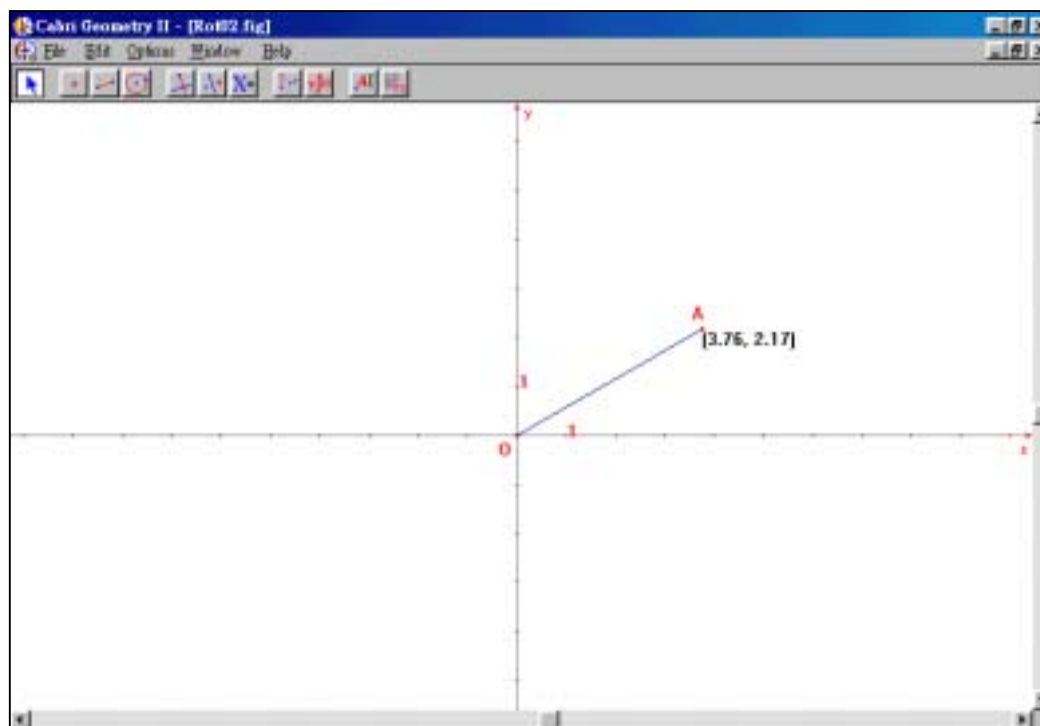 Cabri Geometry II - [Rot02.fig]
File Edit Options Window Help
y
A
(3.76, 2.17)
1
1
O
x